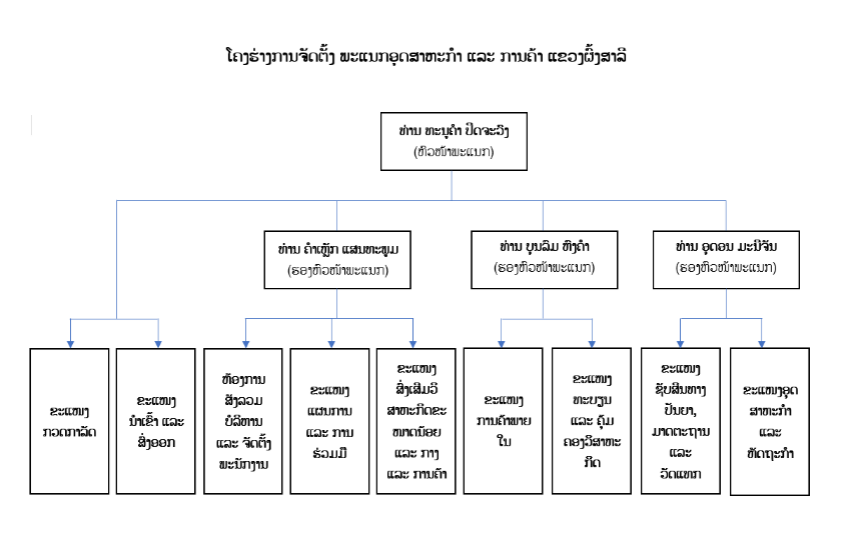 ໂຄງຮ່າງການຈັດຕັ້ງ ພະແນກອຸດສາຫະກຳ ແລະ ການຄ້າ ແຂວງຜົ້ງສາລີ
ທ່ານ ທະນູຄຳ ປິດຈະວົງ
(ຫົວໜ້າພະແນກ)
ທ່ານ ຄຳເຫຼັກ ແສນທະພູມ
(ຮອງຫົວໜ້າພະແນກ)
ທ່ານ ບຸນລິມ ຫົງຄຳ
(ຮອງຫົວໜ້າພະແນກ)
ທ່ານ ອຸດອນ ມະນີຈັນ
(ຮອງຫົວໜ້າພະແນກ)
ຂະແໜງ
ກວດກາລັດ
ຂະແໜງ
ນຳເຂົ້າ ແລະ
ສົ່ງອອກ
ຫ້ອງການ
ສັງລວມ
ບໍລິຫານ
ແລະ ຈັດຕັ້ງ
ພະນັກງານ
ຂະແໜງ
ແຜນການ
ແລະ ການ
ຮ່ວມມື
ຂະແໜງ
ສົ່ງເສີມວິ
ສາຫະກິດຂະ
ໜາດນ້ອຍ
ແລະ ກາງ
ແລະ ການຄ້າ
ຂະແໜງ
ການຄ້າພາຍ
ໃນ
ຂະແໜງ
ທະບຽນ
ແລະ ຄຸ້ມ
ຄອງວິສາຫະ
ກິດ
ຂະແໜງ
ຊັບສິນທາງ
ປັນຍາ,
ມາດຕະຖານ
ແລະ
ວັດແທກ
ຂະແໜງອຸດ
ສາຫະກຳ
ແລະ
ຫັດຖະກຳ